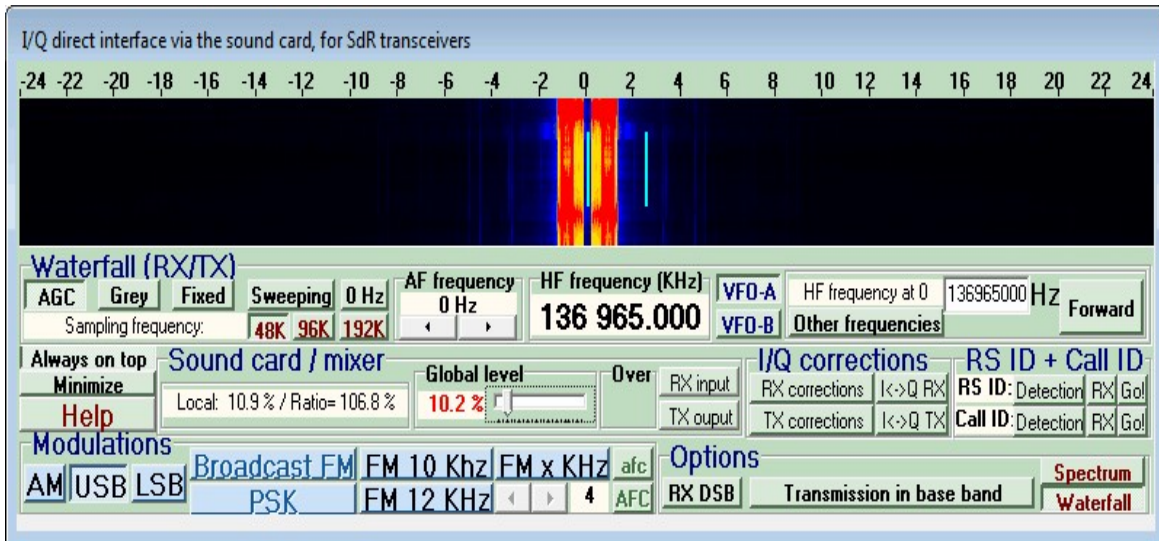 I/Q direct interface via the sound card, for SdR transceivers
-24 -22 -20 -18 -16 -14 -12 -10 -8 -6 -4 -2 0 2 4 6 8 10 12 14 16 18 20 22 24
Waterfall (RX/TX)
AGC Grey Fixed Sweeping 0 Hz
Sampling frequency: 48K 96K 192K
AF frequency
0 Hz
HF frequency (KHz)
136 965.000
VFO-A
VFO-B
HF frequency at 0 136965000 Hz
Other frequencies
Forward
Always on top
Minimize
Help
Sound card / mixer
Local: 10.9 % / Ratio= 106.8 %
Global level
10.2 %
Over
RX input
TX ouput
I/Q corrections
RX corrections I<->Q RX
TX corrections I<->Q TX
RS ID + Call ID
RS ID: Detection RX Go!
Call ID: Detection RX Go!
Modulations
AM USB LSB
Broadcast FM FM 10 Khz FM x KHz afc
PSK FM 12 KHz 4 AFC
Options
RX DSB Transmission in base band
Spectrum
Waterfall